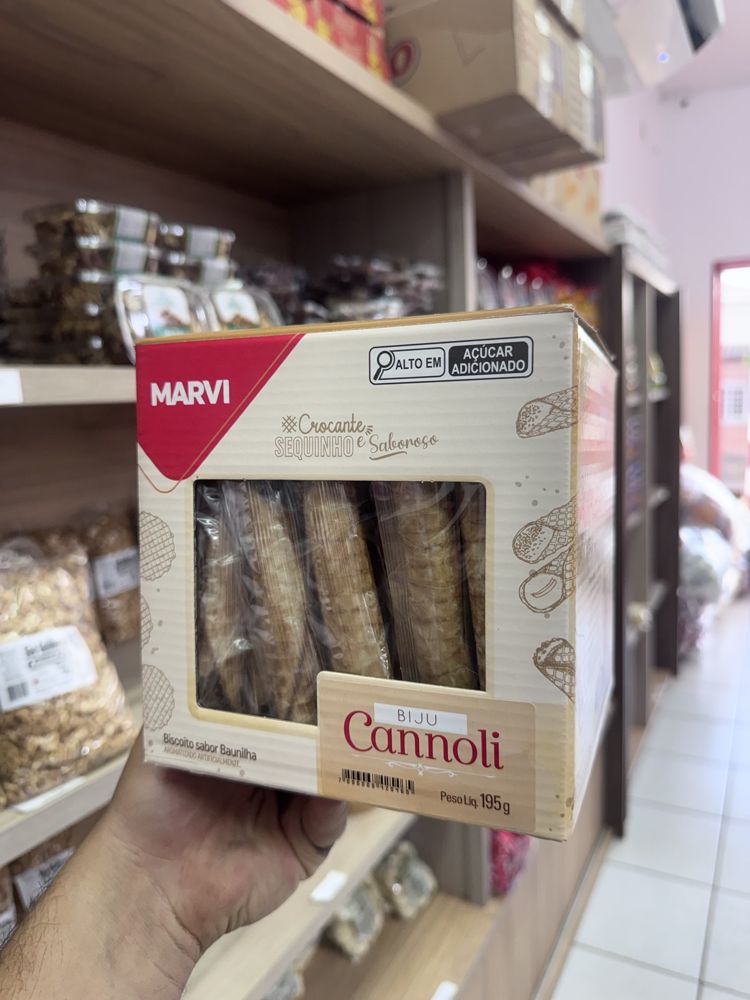 MARVI
ALTO EM
AÇÚCAR
ADICIONADO
Crocante
SEQUINHO e Saboroso
BIJU
Cannoli
Biscoito sabor Baunilha
AROMATIZADO ARTIFICIALMENTE.
Peso Líq. 195g